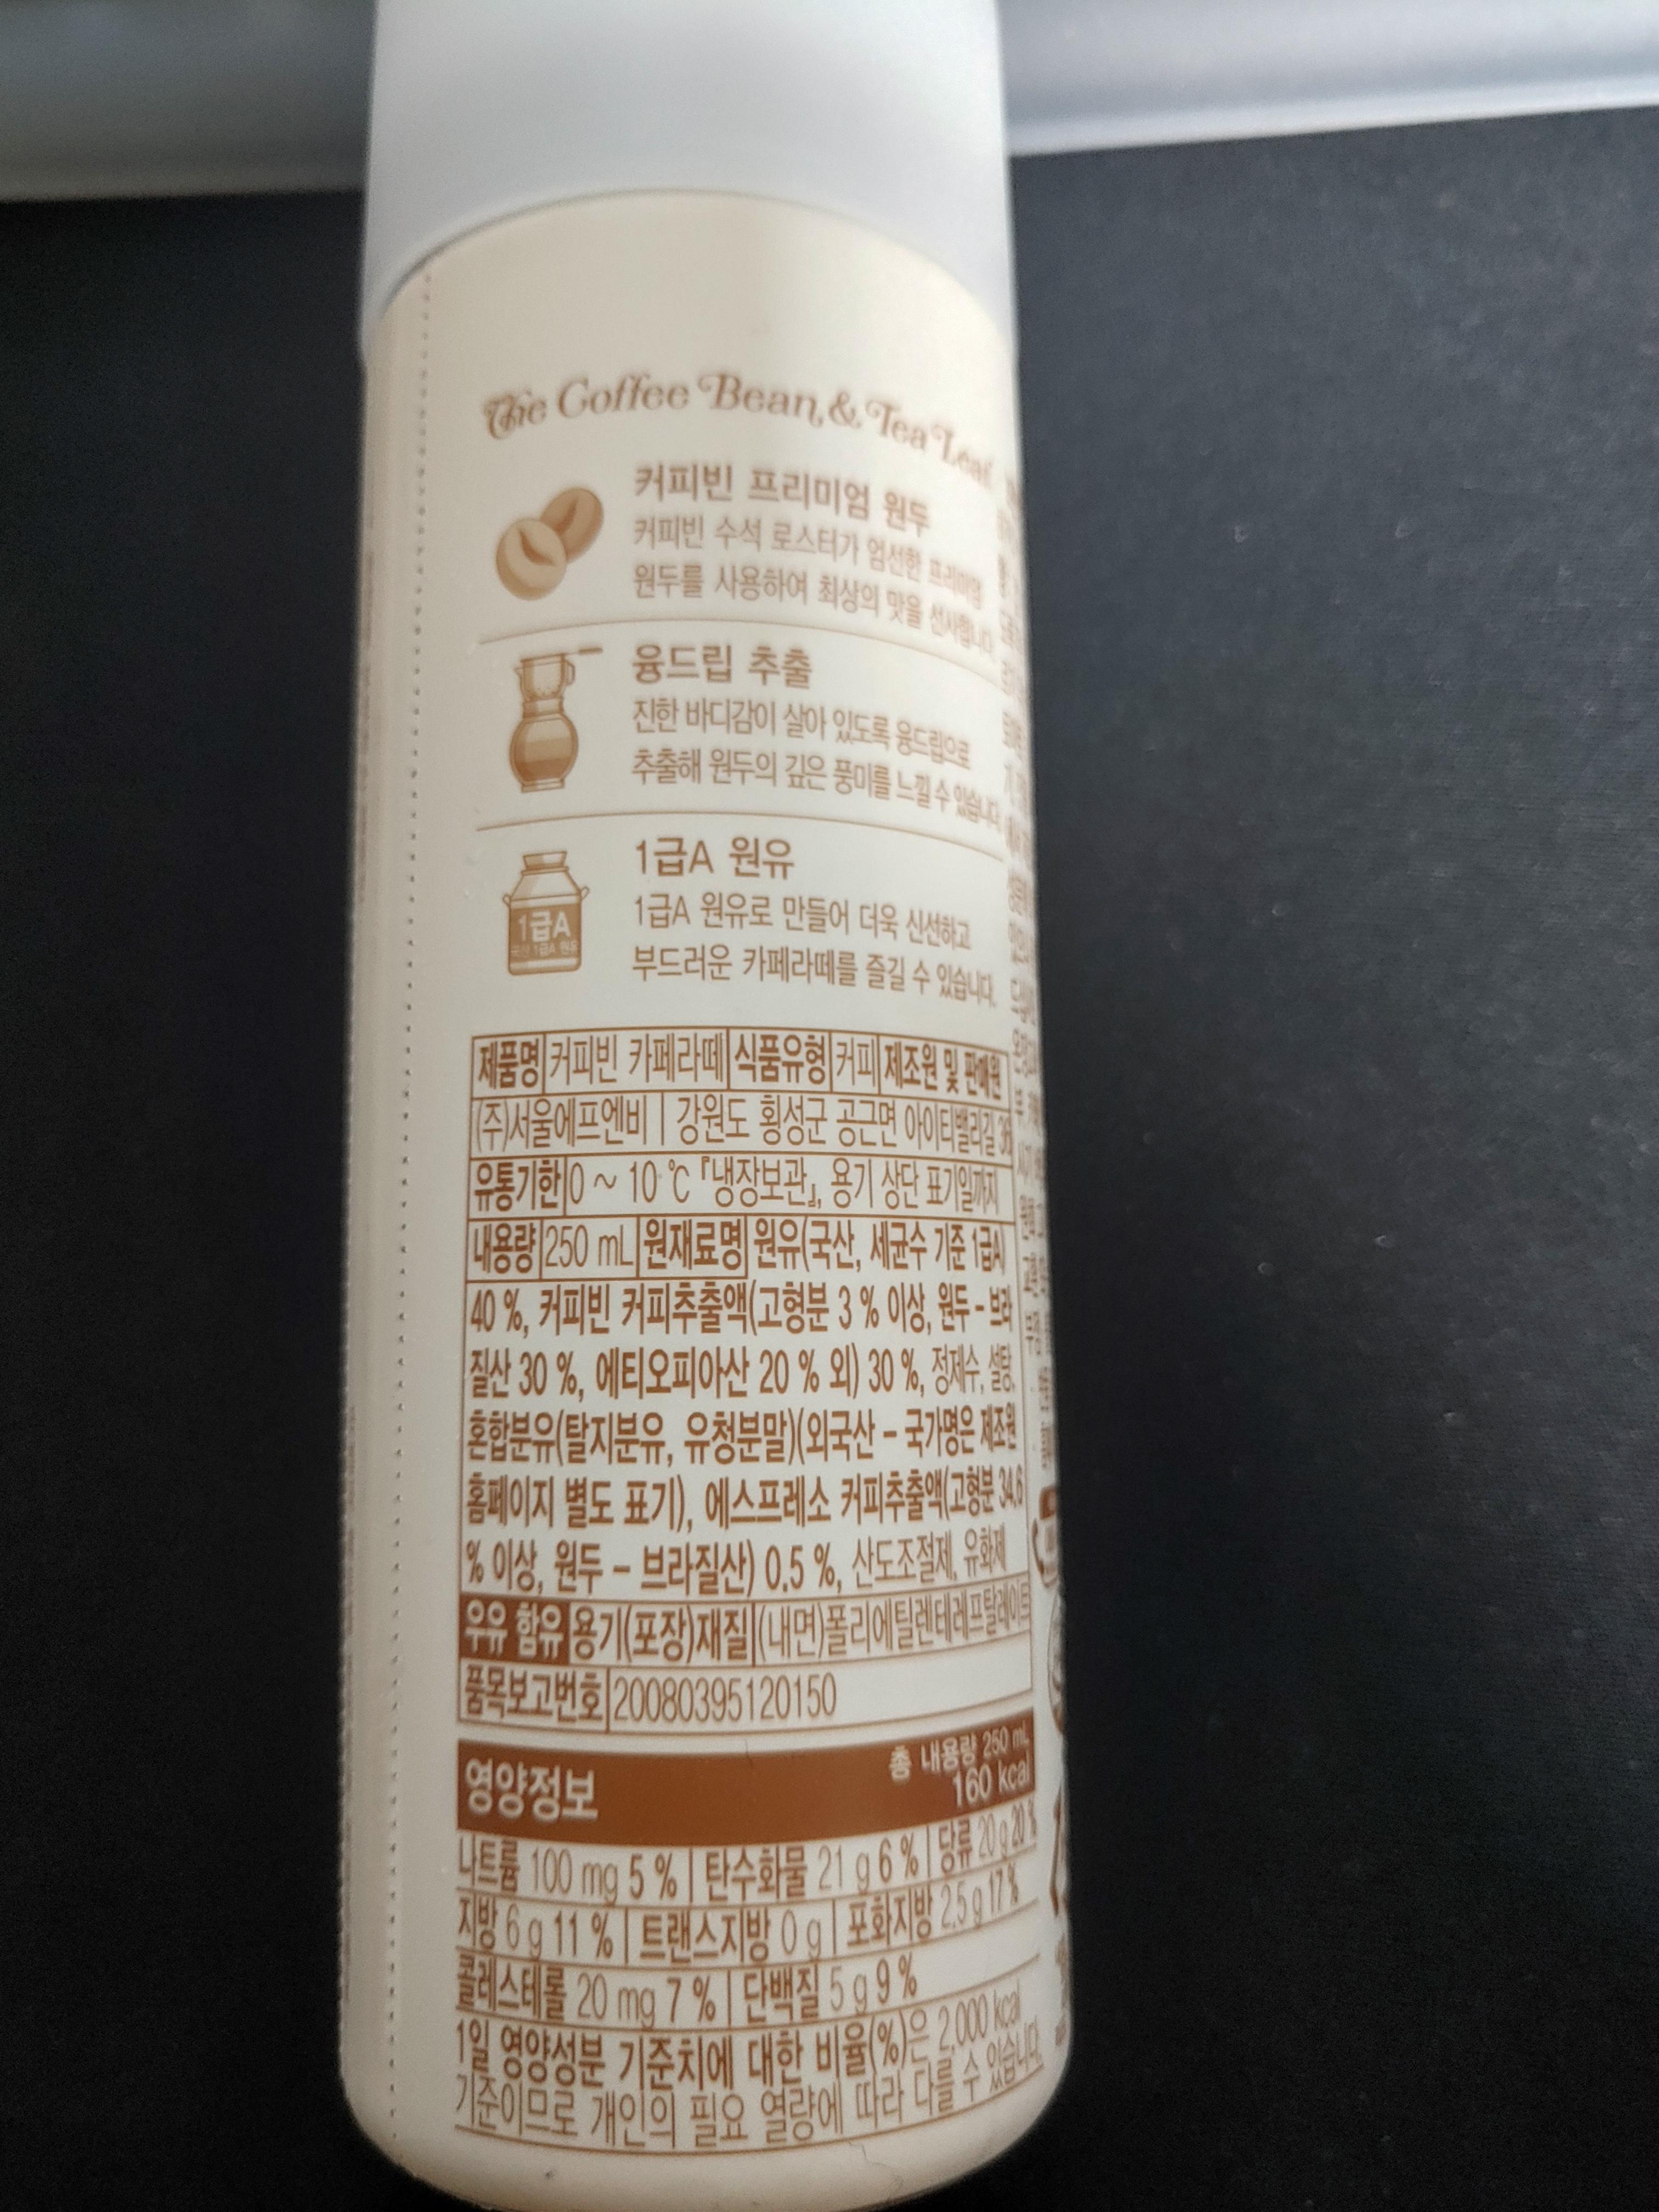 The Coffee Bean & Tea Leaf
커피빈 프리미엄 원두
커피빈 수석 로스터가 엄선한 프리미엄
원두를 사용하여 최상의 맛을 선사합니다.
융드립 추출
진한 바디감이 살아 있도록 융드립으로
추출해 원두의 깊은 풍미를 느낄 수 있습니다.
1급A
국산 1급A 원유
1급A 원유
1급A 원유로 만들어 더욱 신선하고
부드러운 카페라떼를 즐길 수 있습니다.
제품명 커피빈 카페라떼 식품유형 커피 제조원 및 판매원
(주)서울에프엔비 | 강원도 횡성군 공근면 아이티밸리길
유통기한 0 ~ 10 ℃ 『냉장보관』, 용기 상단 표기일까지
내용량 250 mL 원재료명 원유(국산, 세균수 기준 1급A)
40 %, 커피빈 커피추출액(고형분 3 % 이상, 원두 - 브라
질산 30 %, 에티오피아산 20 % 외) 30 %, 정제수, 설탕,
혼합분유(탈지분유, 유청분말)(외국산 - 국가명은 제조원
홈페이지 별도 표기), 에스프레소 커피추출액(고형분 34.6
% 이상, 원두 - 브라질산) 0.5 %, 산도조절제, 유화제
우유 함유 용기(포장)재질 (내면)폴리에틸렌테레프탈레이트
품목보고번호 20080395120150
영양정보 총 내용량 250 mL
160 kcal
나트륨 100 mg 5 % | 탄수화물 21 g 6 % | 당류 20 g 20 %
지방 6 g 11 % | 트랜스지방 0 g | 포화지방 2.5 g 17 %
콜레스테롤 20 mg 7 % | 단백질 5 g 9 %
1일 영양성분 기준치에 대한 비율(%)은 2,000 kcal
기준이므로 개인의 필요 열량에 따라 다를 수 있습니다.